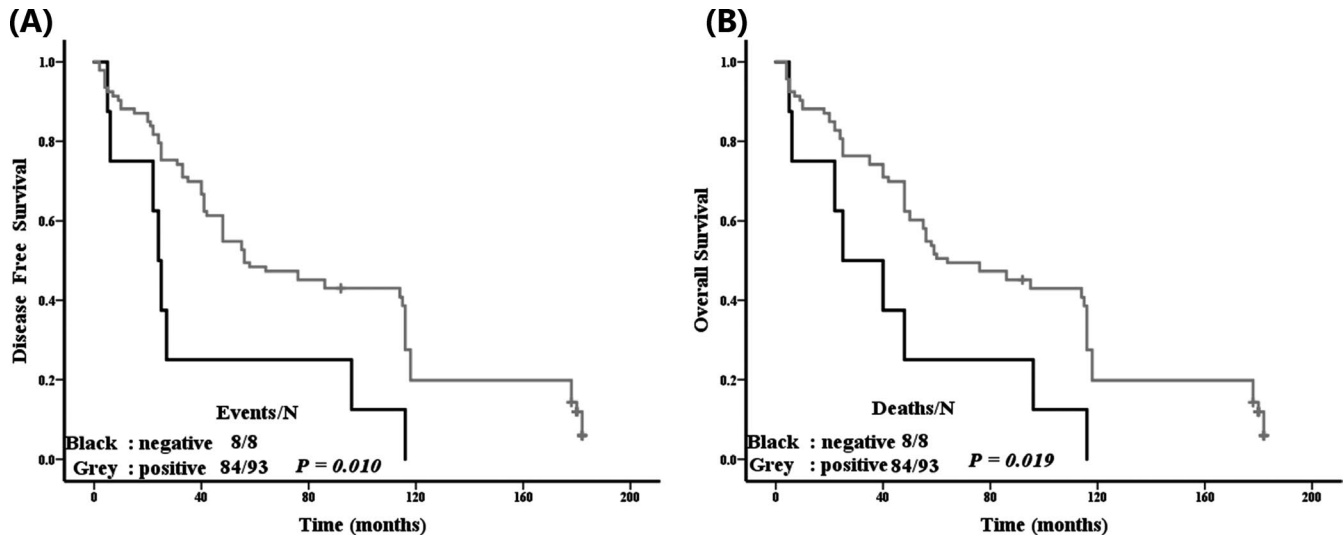 (A)
1.0
0.8
0.6
0.4
0.2
0.0
Disease Free Survival
Events/N
Black : negative 8/8
Grey : positive 84/93
P = 0.010
0 40 80 120 160 200
Time (months)
(B)
1.0
0.8
0.6
0.4
0.2
0.0
Overall Survival
Deaths/N
Black : negative 8/8
Grey : positive 84/93
P = 0.019
0 40 80 120 160 200
Time (months)